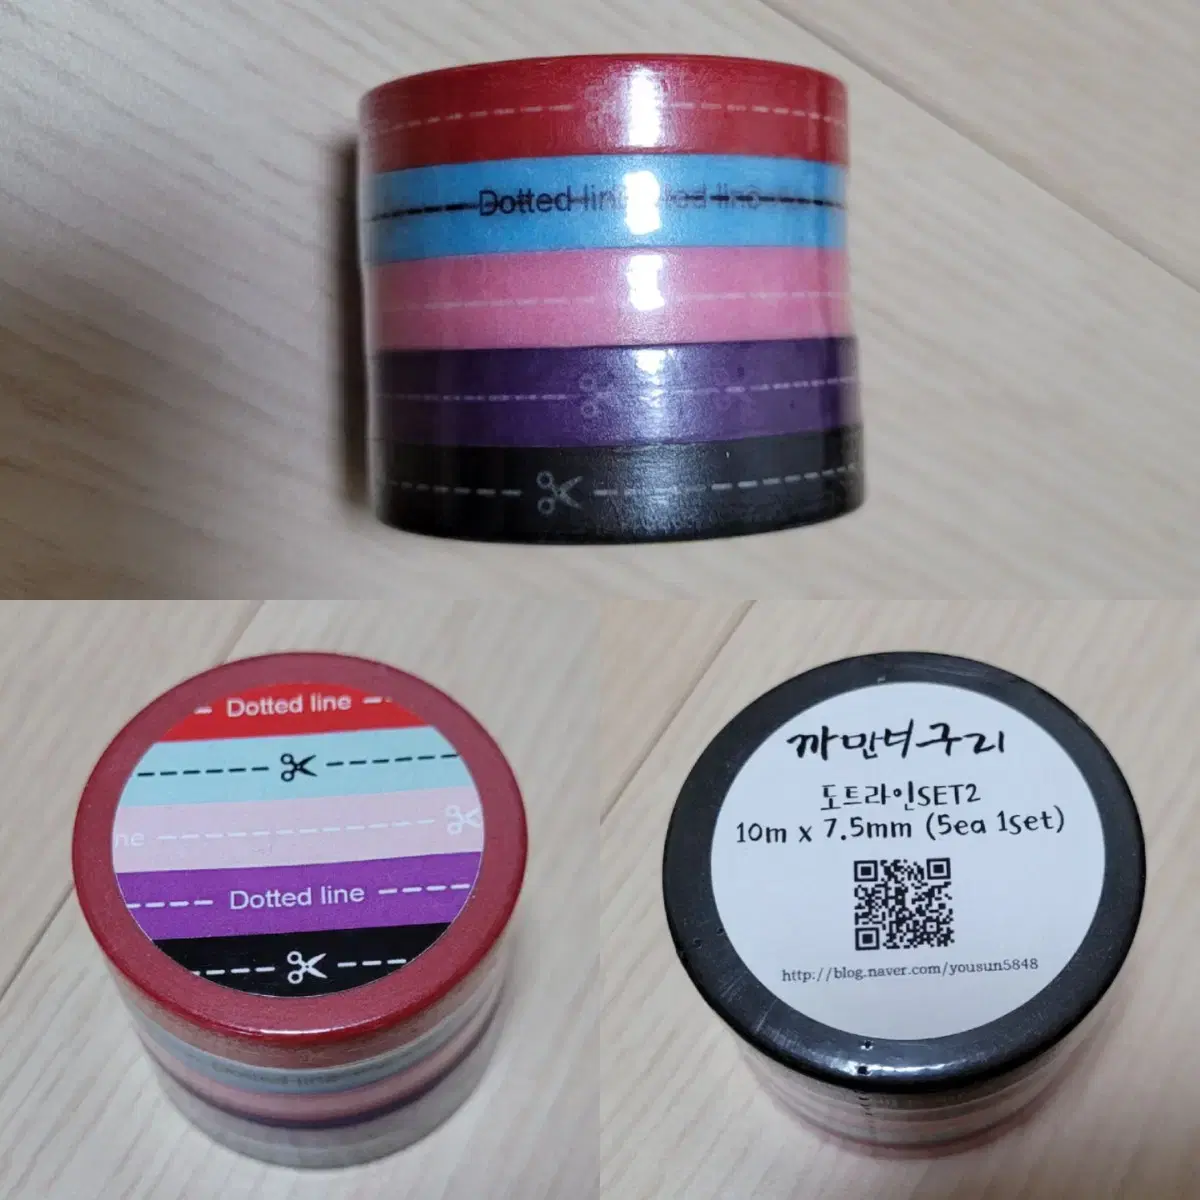 Dotted line
Dotted line
ne
Dotted line
까만너구리
도트라인SET2
10m x 7.5mm (5ea 1set)
http://blog.naver.com/yousun5848